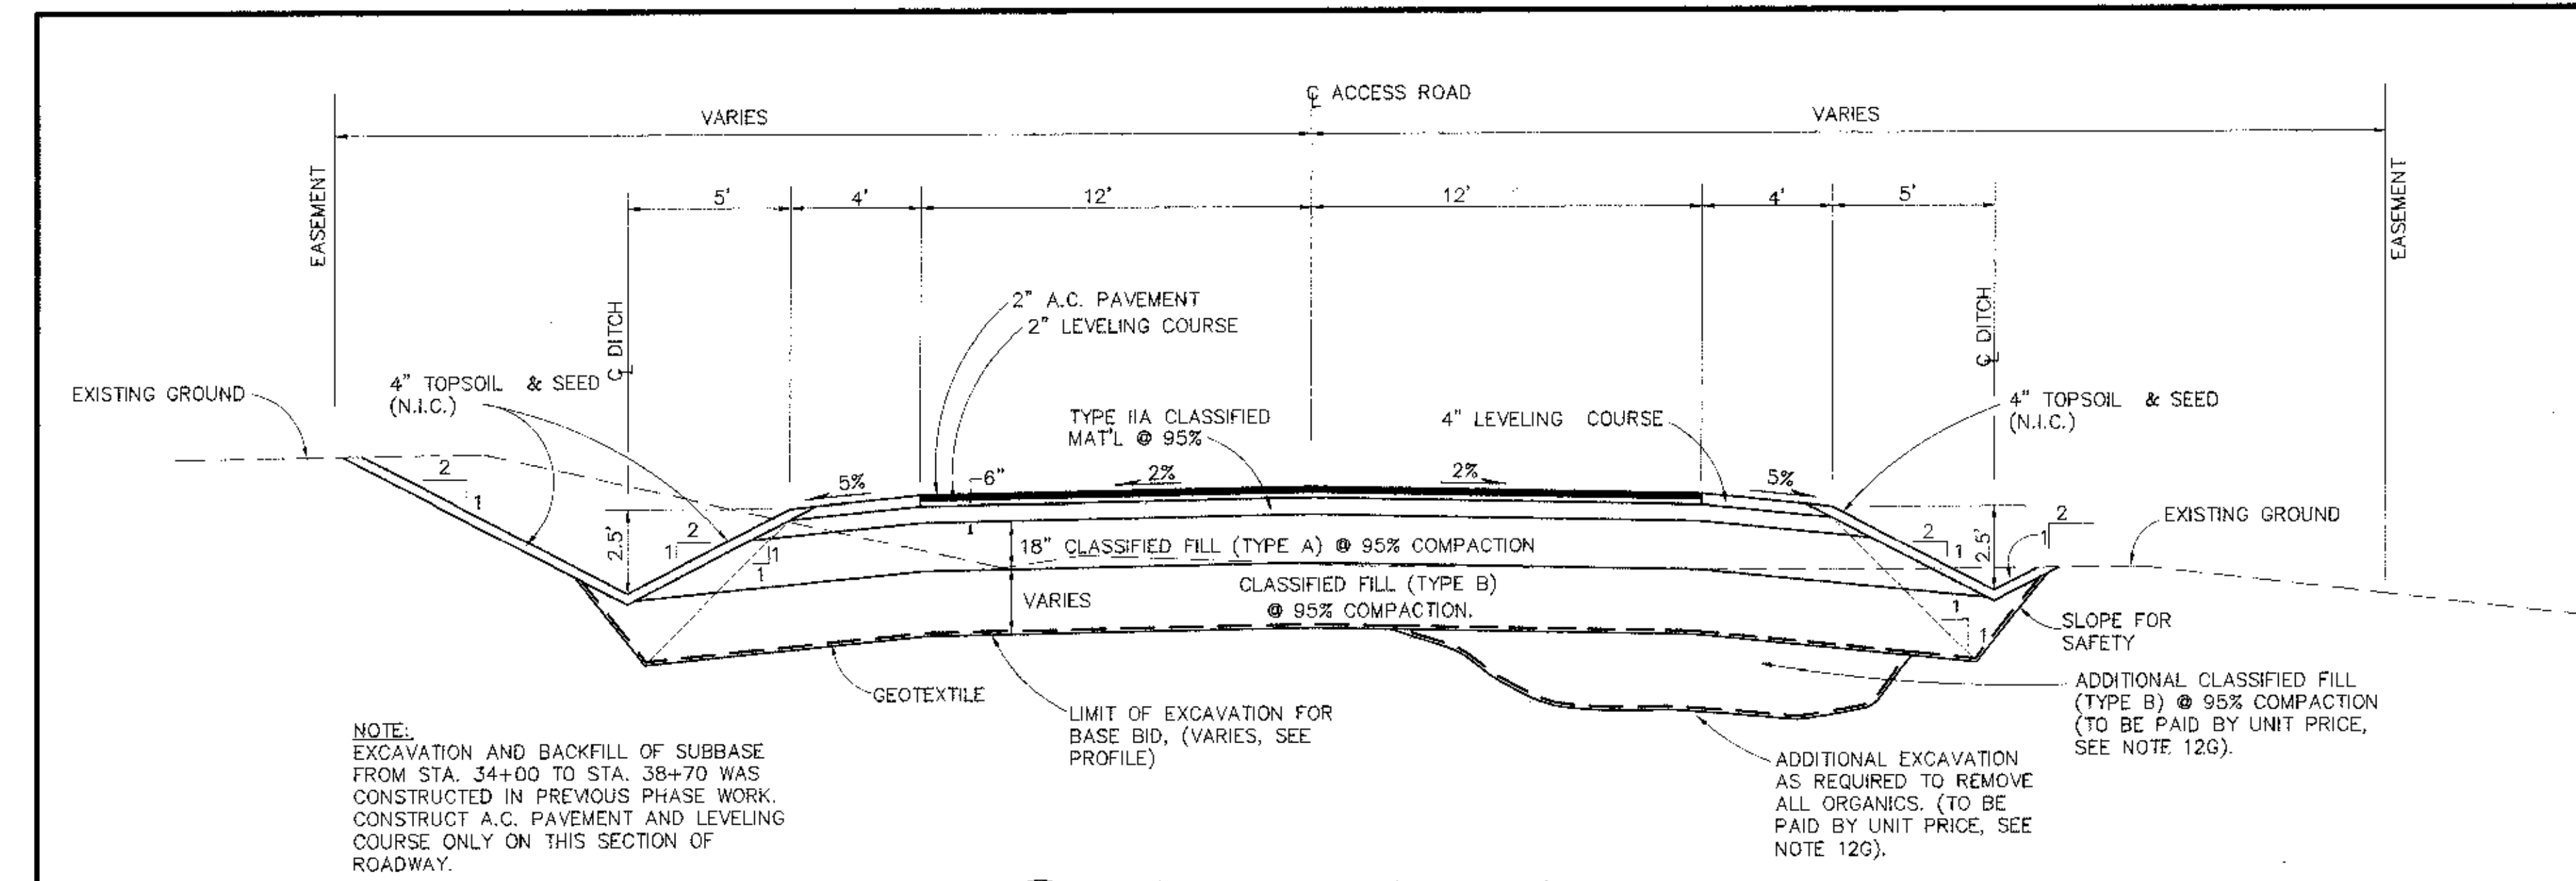 ℄ ACCESS ROAD
VARIES
VARIES
EASEMENT
EASEMENT
5'
4'
12'
12'
4'
5'
℄ DITCH
℄ DITCH
2" A.C. PAVEMENT
2" LEVELING COURSE
EXISTING GROUND
4" TOPSOIL & SEED
(N.I.C.)
TYPE IIA CLASSIFIED
MAT'L @ 95%
4" LEVELING COURSE
4" TOPSOIL & SEED
(N.I.C.)
2
1
5%
6"
2%
2%
5%
2.5'
2
1
1
1
2
1
2.5'
2
1
EXISTING GROUND
18" CLASSIFIED FILL (TYPE A) @ 95% COMPACTION
CLASSIFIED FILL (TYPE B)
@ 95% COMPACTION.
VARIES
1
1
SLOPE FOR
SAFETY
GEOTEXTILE
LIMIT OF EXCAVATION FOR
BASE BID, (VARIES, SEE
PROFILE)
ADDITIONAL CLASSIFIED FILL
(TYPE B) @ 95% COMPACTION
(TO BE PAID BY UNIT PRICE,
SEE NOTE 12G).
ADDITIONAL EXCAVATION
AS REQUIRED TO REMOVE
ALL ORGANICS. (TO BE
PAID BY UNIT PRICE, SEE
NOTE 12G).
NOTE:
EXCAVATION AND BACKFILL OF SUBBASE
FROM STA. 34+00 TO STA. 38+70 WAS
CONSTRUCTED IN PREVIOUS PHASE WORK.
CONSTRUCT A.C. PAVEMENT AND LEVELING
COURSE ONLY ON THIS SECTION OF
ROADWAY.